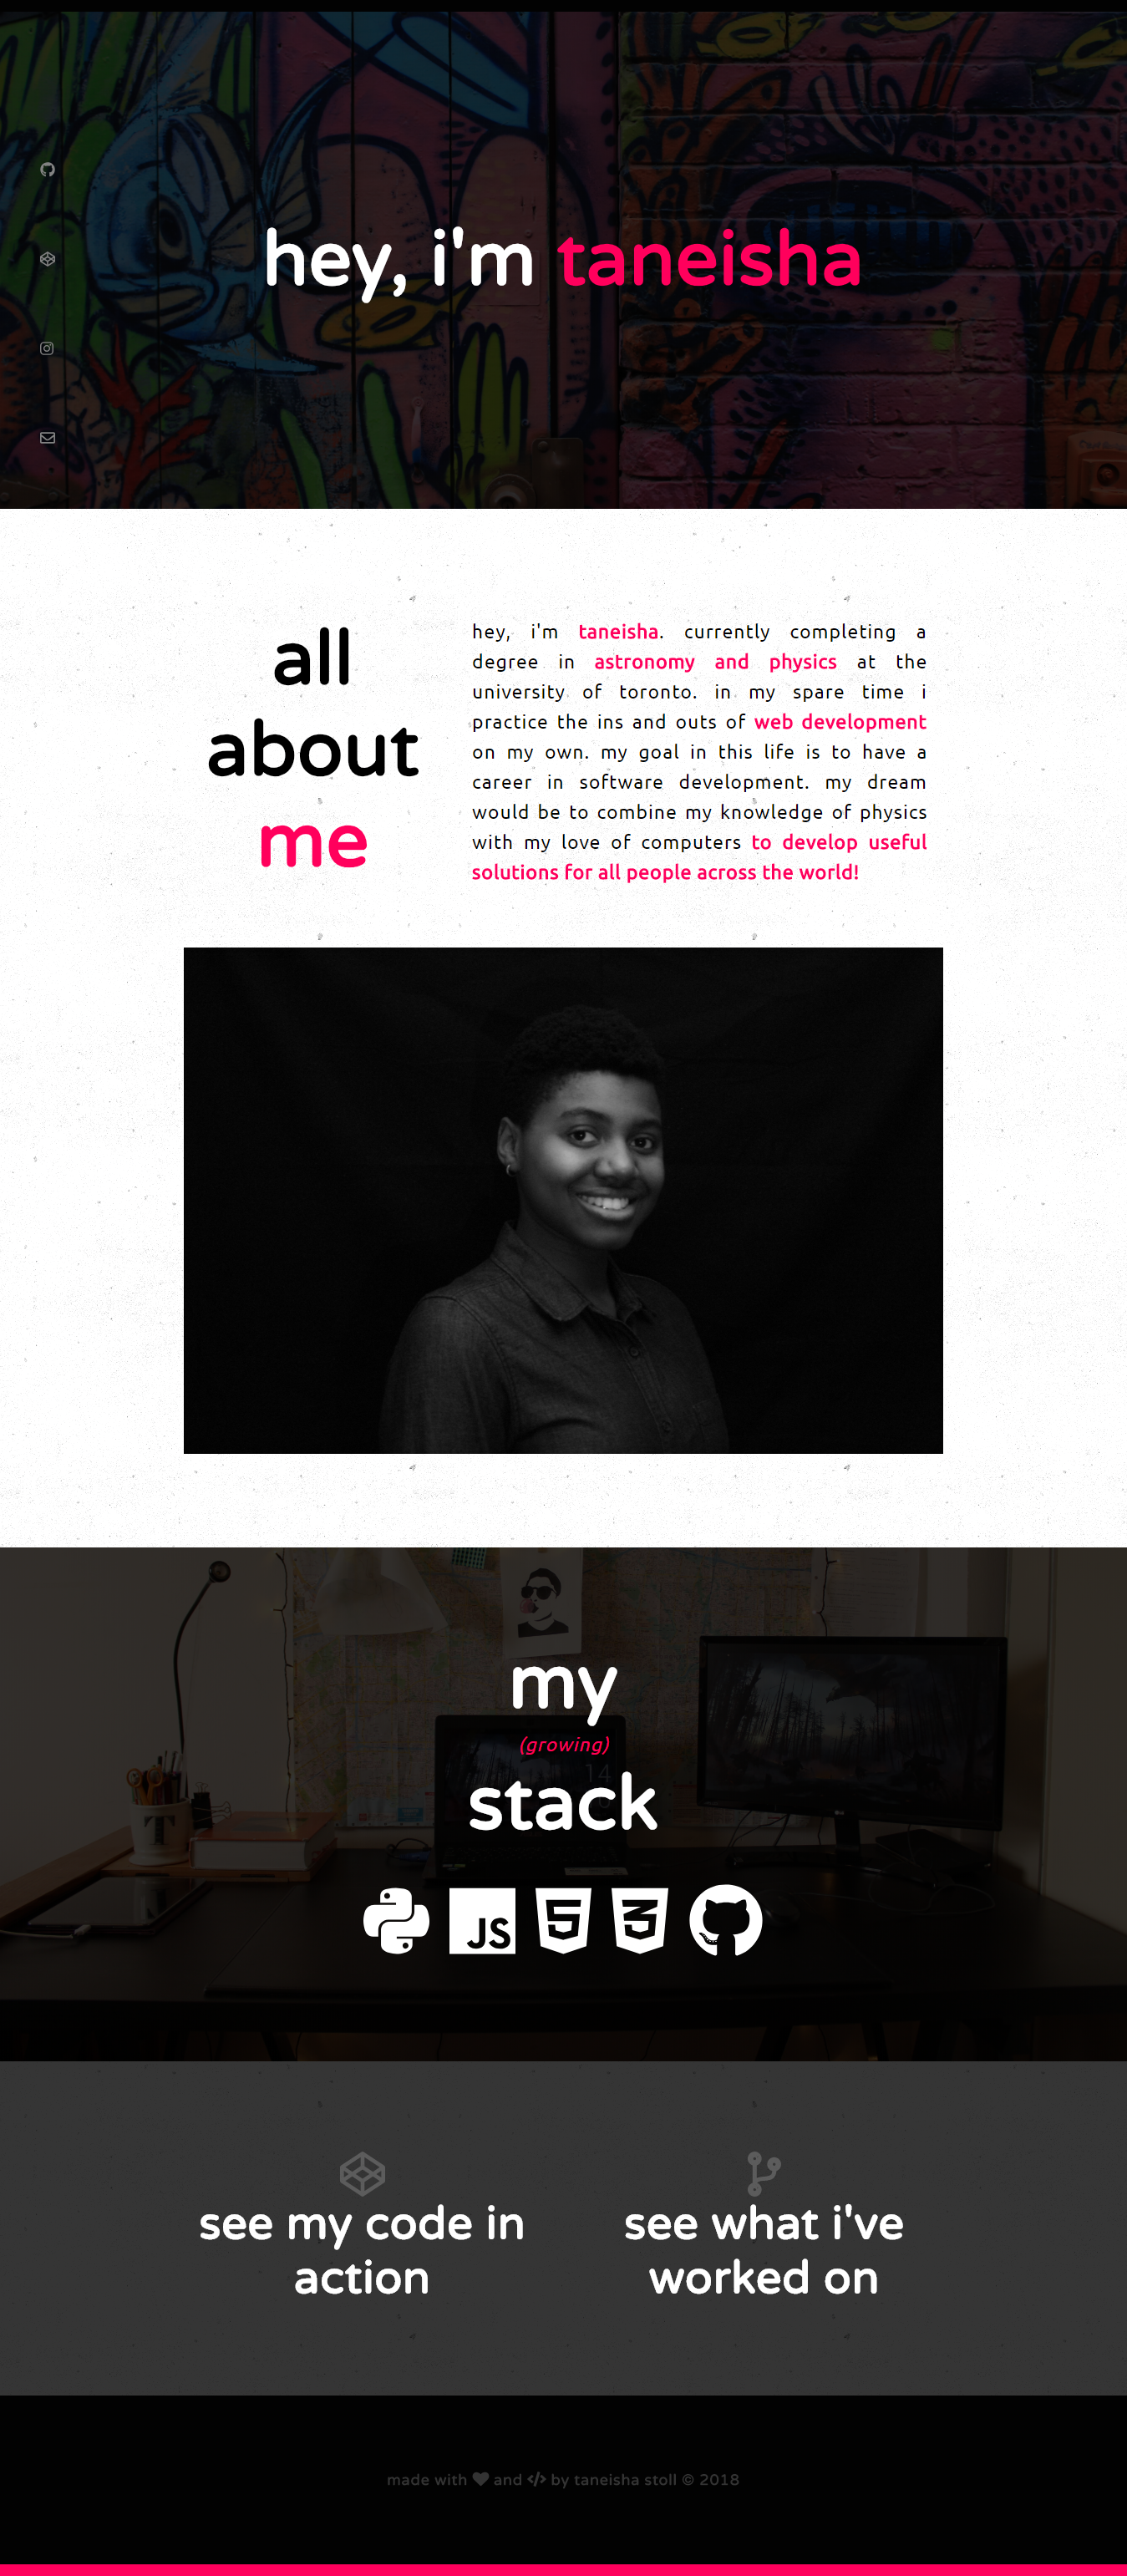 hey, i'm taneisha
all
about
me
hey, i'm taneisha. currently completing a
degree in astronomy and physics at the
university of toronto. in my spare time i
practice the ins and outs of web development
on my own. my goal in this life is to have a
career in software development. my dream
would be to combine my knowledge of physics
with my love of computers to develop useful
solutions for all people across the world!
my
(growing)
14
stack
JS
see my code in
action
see what i've
worked on
made with and by taneisha stoll © 2018